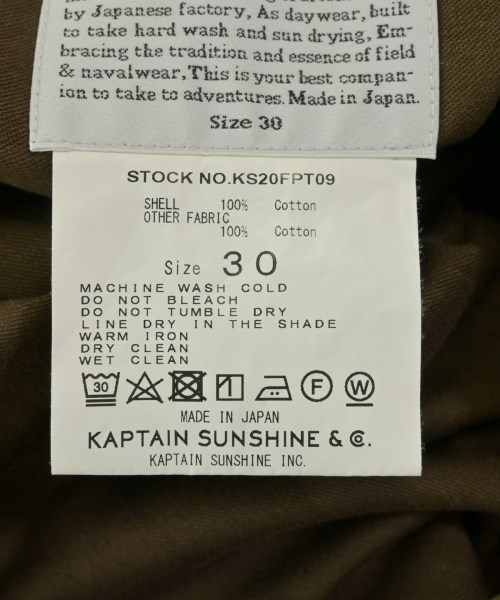 by Japanese factory, As daywear, built
to take hard wash and sun drying, Em-
bracing the tradition and essence of field
& navalwear, This is your best compan-
ion to take to adventures. Made in Japan.
Size 30
STOCK NO.KS20FPT09
SHELL 100% Cotton
OTHER FABRIC
100% Cotton
Size 30
MACHINE WASH COLD
DO NOT BLEACH
DO NOT TUMBLE DRY
LINE DRY IN THE SHADE
WARM IRON
DRY CLEAN
WET CLEAN
30 F W
MADE IN JAPAN
KAPTAIN SUNSHINE & Co.
KAPTAIN SUNSHINE INC.